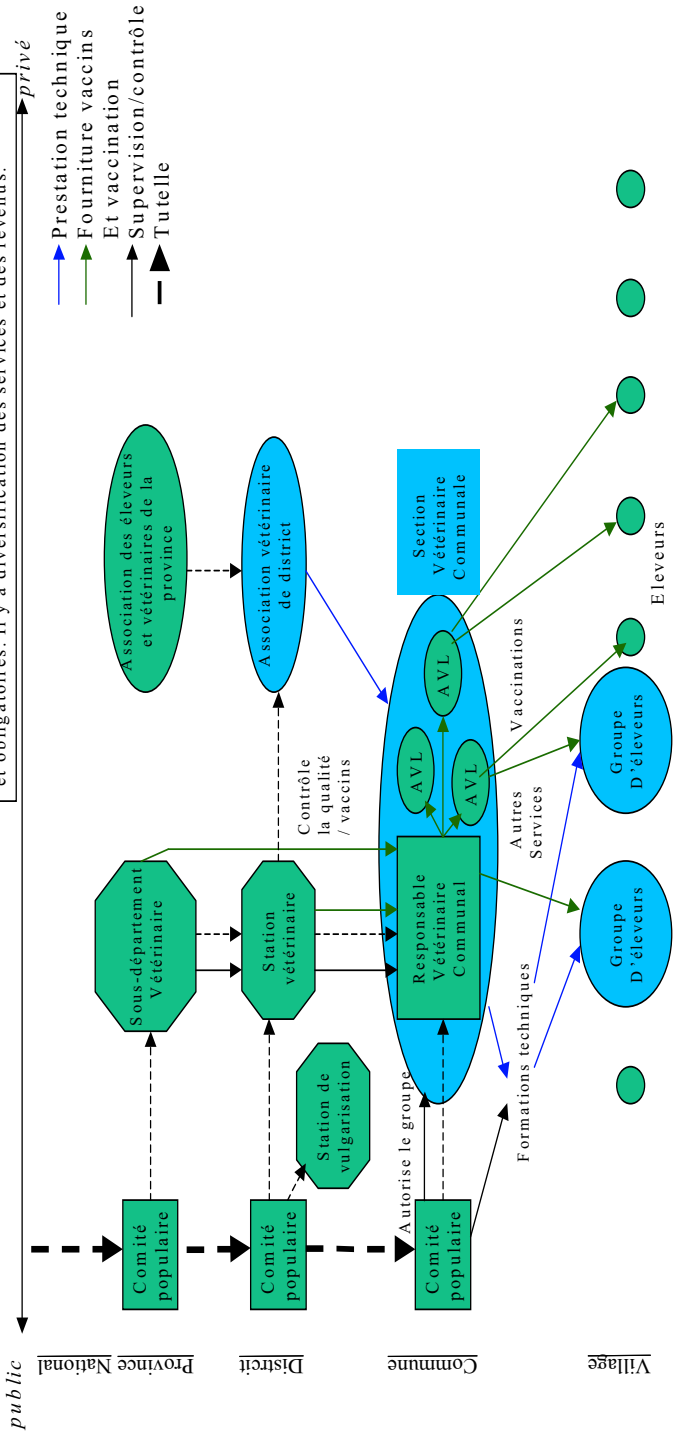 et obligatoires. Il y a diversification des services et des revenus.
public
privé
Prestation technique
Fourniture vaccins
Et vaccination
Supervision/contrôle
Tutelle
National
Province
Comité
populaire
Sous-département
Vétérinaire
Association des éleveurs
et vétérinaires de la
province
Distrcit
Comité
populaire
Station de
vulgarisation
Station
vétérinaire
Association vétérinaire
de district
Contrôle
la qualité
/ vaccins
Commune
Comité
populaire
Autorise le groupe
Responsable
Vétérinaire
Communal
AVL
AVL
AVL
Section
Vétérinaire
Communale
Formations techniques
Autres
Services
Vaccinations
Village
Groupe
D'éleveurs
Groupe
D'éleveurs
Eleveurs